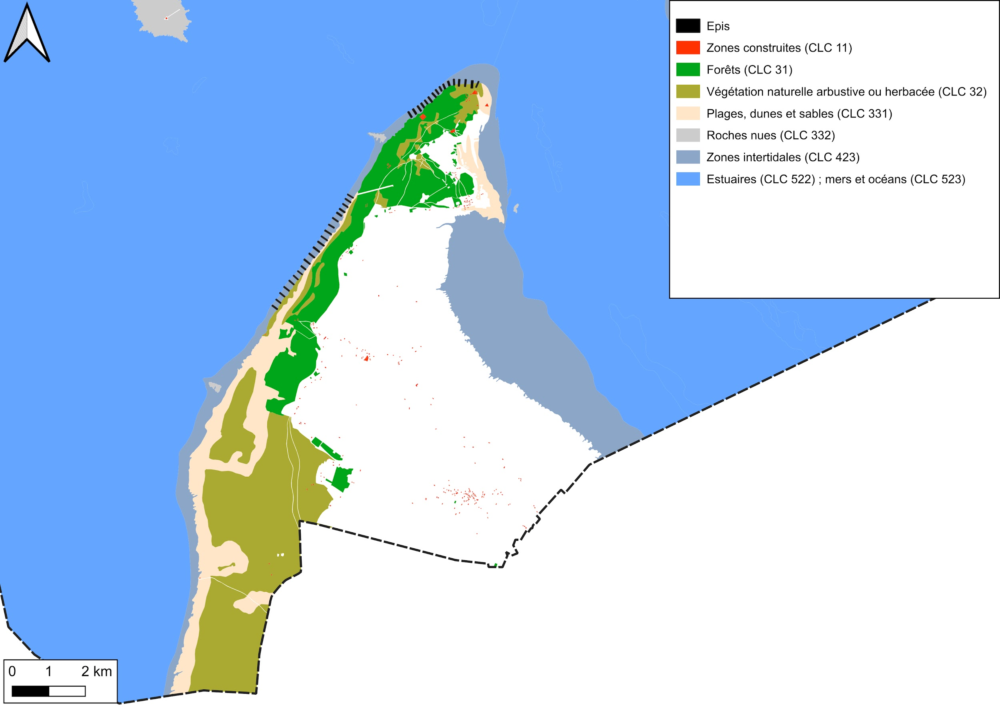 Epis
Zones construites (CLC 11)
Forêts (CLC 31)
Végétation naturelle arbustive ou herbacée (CLC 32)
Plages, dunes et sables (CLC 331)
Roches nues (CLC 332)
Zones intertidales (CLC 423)
Estuaires (CLC 522) ; mers et océans (CLC 523)
0 1 2 km